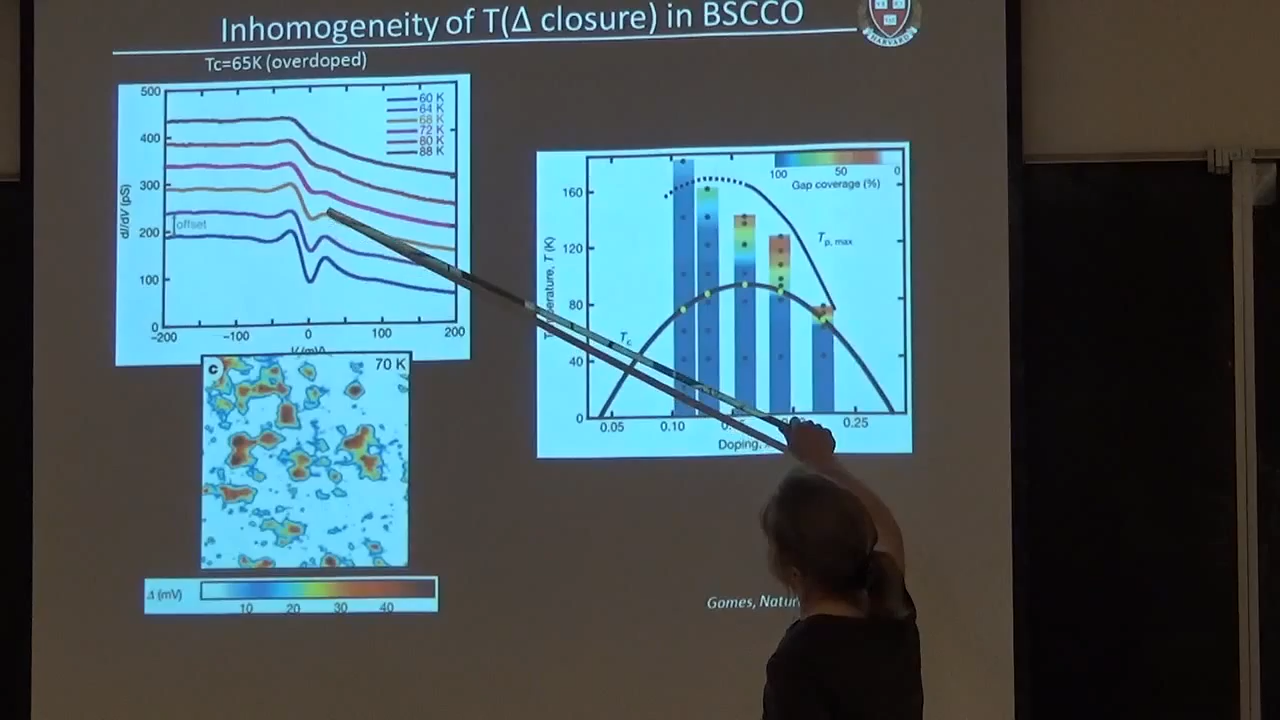 Inhomogeneity of T(Δ closure) in BSCCO
HARVARD
Tc=65K (overdoped)
500
400
300
200
100
0
dI/dV (pS)
60 K
64 K
68 K
72 K
80 K
88 K
offset
−200
−100
0
100
200
c
70 K
Δ (mV)
10
20
30
40
160
120
80
40
0
100
50
0
Gap coverage (%)
Tp, max
Tc
0.05
0.10
0.25
Doping,
Gomes,